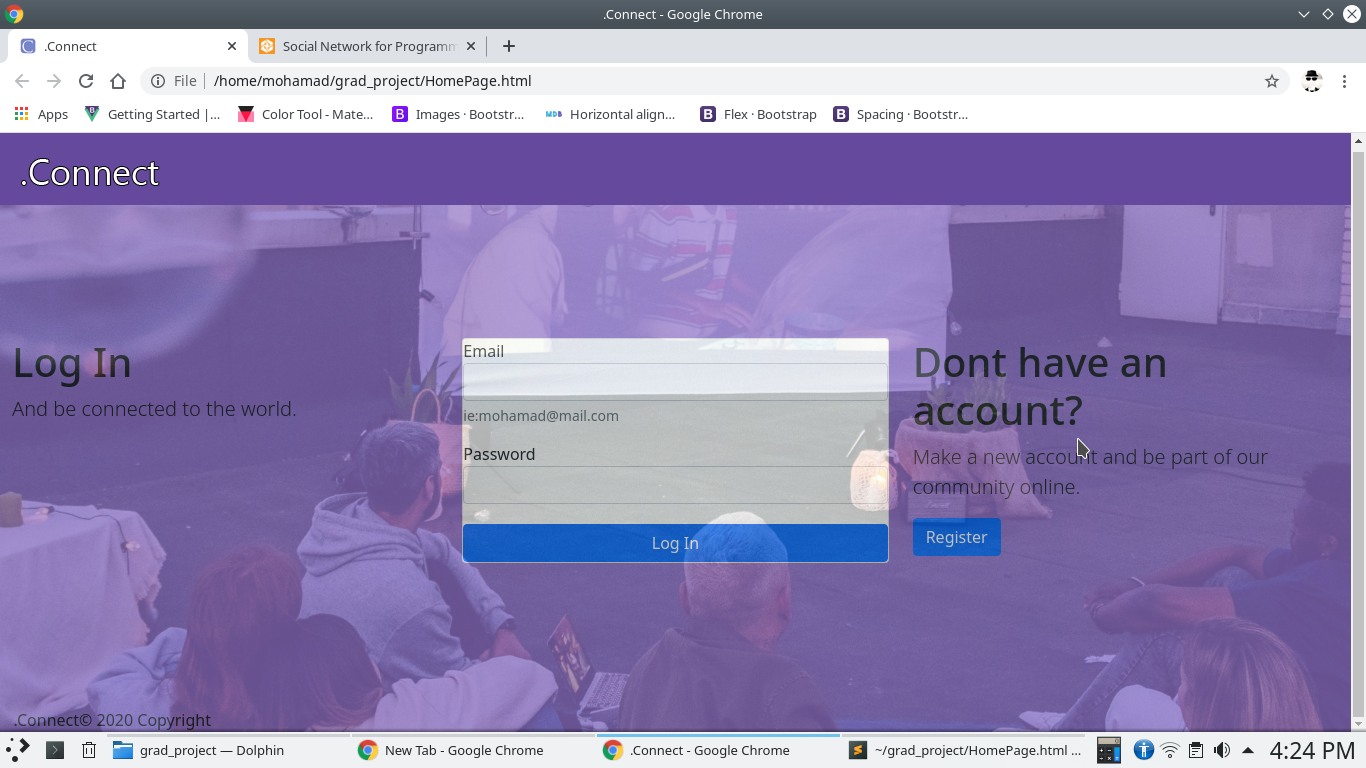 .Connect - Google Chrome
.Connect
Social Network for Programm
File
/home/mohamad/grad_project/HomePage.html
Apps
Getting Started |...
Color Tool - Mate...
Images · Bootstr...
Horizontal align...
Flex · Bootstrap
Spacing · Bootstr...
.Connect
Log In
And be connected to the world.
Email
ie:mohamad@mail.com
Password
Log In
Dont have an
account?
Make a new account and be part of our
community online.
Register
.Connect© 2020 Copyright
grad_project — Dolphin
New Tab - Google Chrome
.Connect - Google Chrome
~/grad_project/HomePage.html ...
4:24 PM